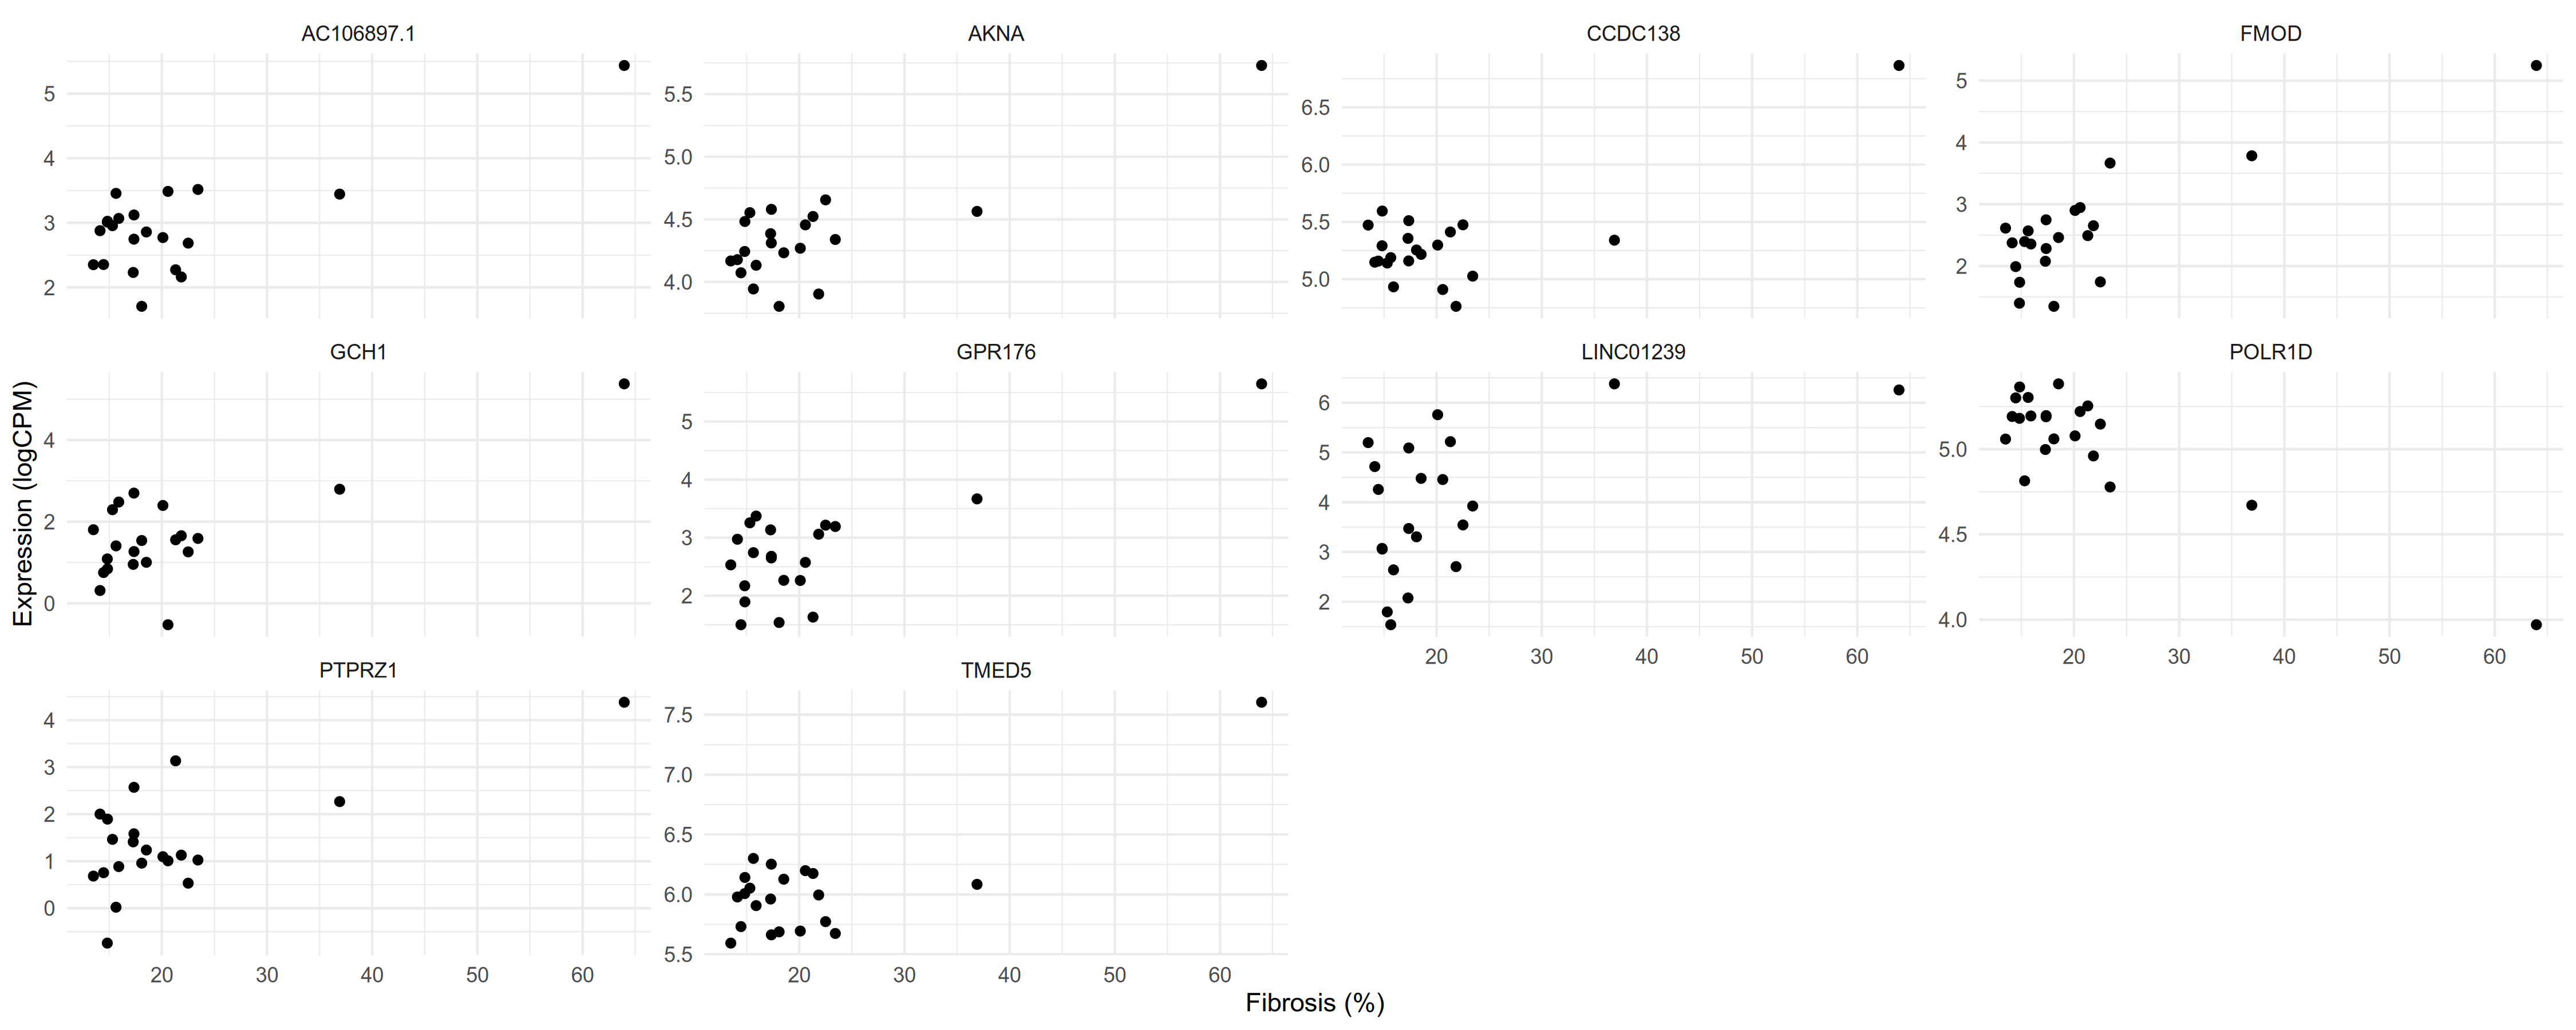 AC106897.1 AKNA CCDC138 FMOD
5 4 3 2
5.5 5.0 4.5 4.0
6.5 6.0 5.5 5.0
5 4 3 2
GCH1 GPR176 LINC01239 POLR1D
Expression (logCPM)
4 2 0
5 4 3 2
6 5 4 3 2
5.0 4.5 4.0
20 30 40 50 60
20 30 40 50 60
PTPRZ1 TMED5
4 3 2 1 0
7.5 7.0 6.5 6.0 5.5
20 30 40 50 60
20 30 40 50 60
Fibrosis (%)